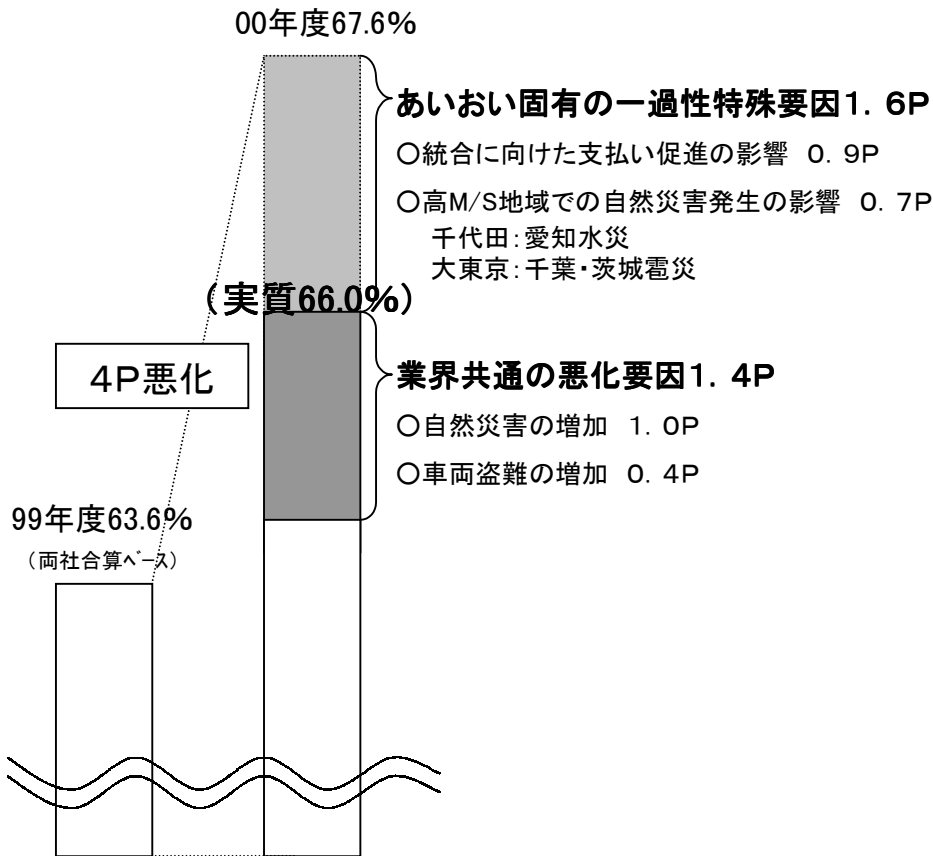 00年度67.6%
あいおい固有の一過性特殊要因1．6P
○統合に向けた支払い促進の影響　0．9P
○高M/S地域での自然災害発生の影響　0．7P
千代田：愛知水災
大東京：千葉・茨城雹災
（実質66.0%）
4P悪化
業界共通の悪化要因1．4P
○自然災害の増加　1．0P
○車両盗難の増加　0．4P
99年度63.6%
（両社合算ﾍﾞｰｽ）